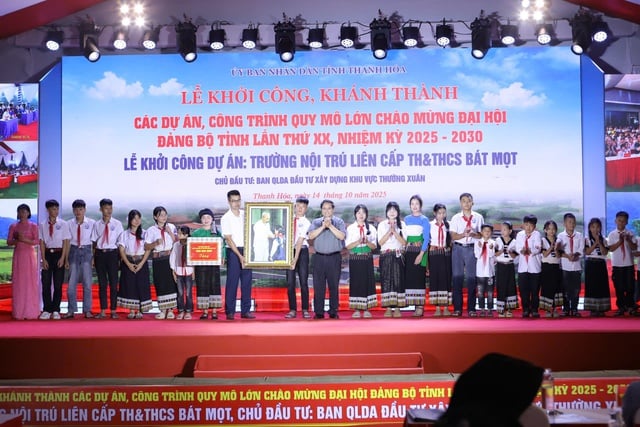 ỦY BAN NHÂN DÂN TỈNH THANH HÓA
LỄ KHỞI CÔNG, KHÁNH THÀNH
CÁC DỰ ÁN, CÔNG TRÌNH QUY MÔ LỚN CHÀO MỪNG ĐẠI HỘI
ĐẢNG BỘ TỈNH LẦN THỨ XX, NHIỆM KỲ 2025 - 2030
LỄ KHỞI CÔNG DỰ ÁN: TRƯỜNG NỘI TRÚ LIÊN CẤP TH&THCS BÁT MỌT
CHỦ ĐẦU TƯ: BAN QLDA ĐẦU TƯ XÂY DỰNG KHU VỰC THƯỜNG XUÂN
Thanh Hóa, ngày 14 tháng 10 năm 2025
KHÁNH THÀNH CÁC DỰ ÁN, CÔNG TRÌNH QUY MÔ LỚN CHÀO MỪNG ĐẠI HỘI ĐẢNG BỘ TỈNH LẦN KỲ 2025 - 2030
NỘI TRÚ LIÊN CẤP TH&THCS BÁT MỌT, CHỦ ĐẦU TƯ: BAN QLDA ĐẦU TƯ THƯỜNG